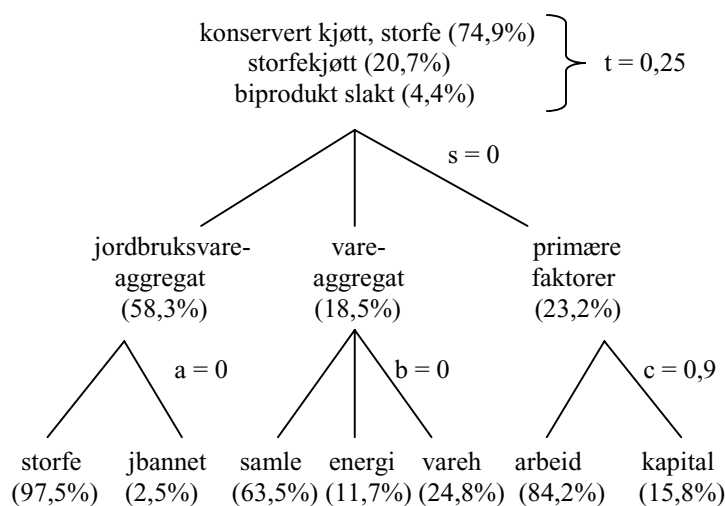 konservert kjøtt, storfe (74,9%)
storfekjøtt (20,7%)
biprodukt slakt (4,4%)
t = 0,25
s = 0
jordbruksvare-
aggregat
(58,3%)
vare-
aggregat
(18,5%)
primære
faktorer
(23,2%)
a = 0
b = 0
c = 0,9
storfe
(97,5%)
jbannet
(2,5%)
samle
(63,5%)
energi
(11,7%)
vareh
(24,8%)
arbeid
(84,2%)
kapital
(15,8%)